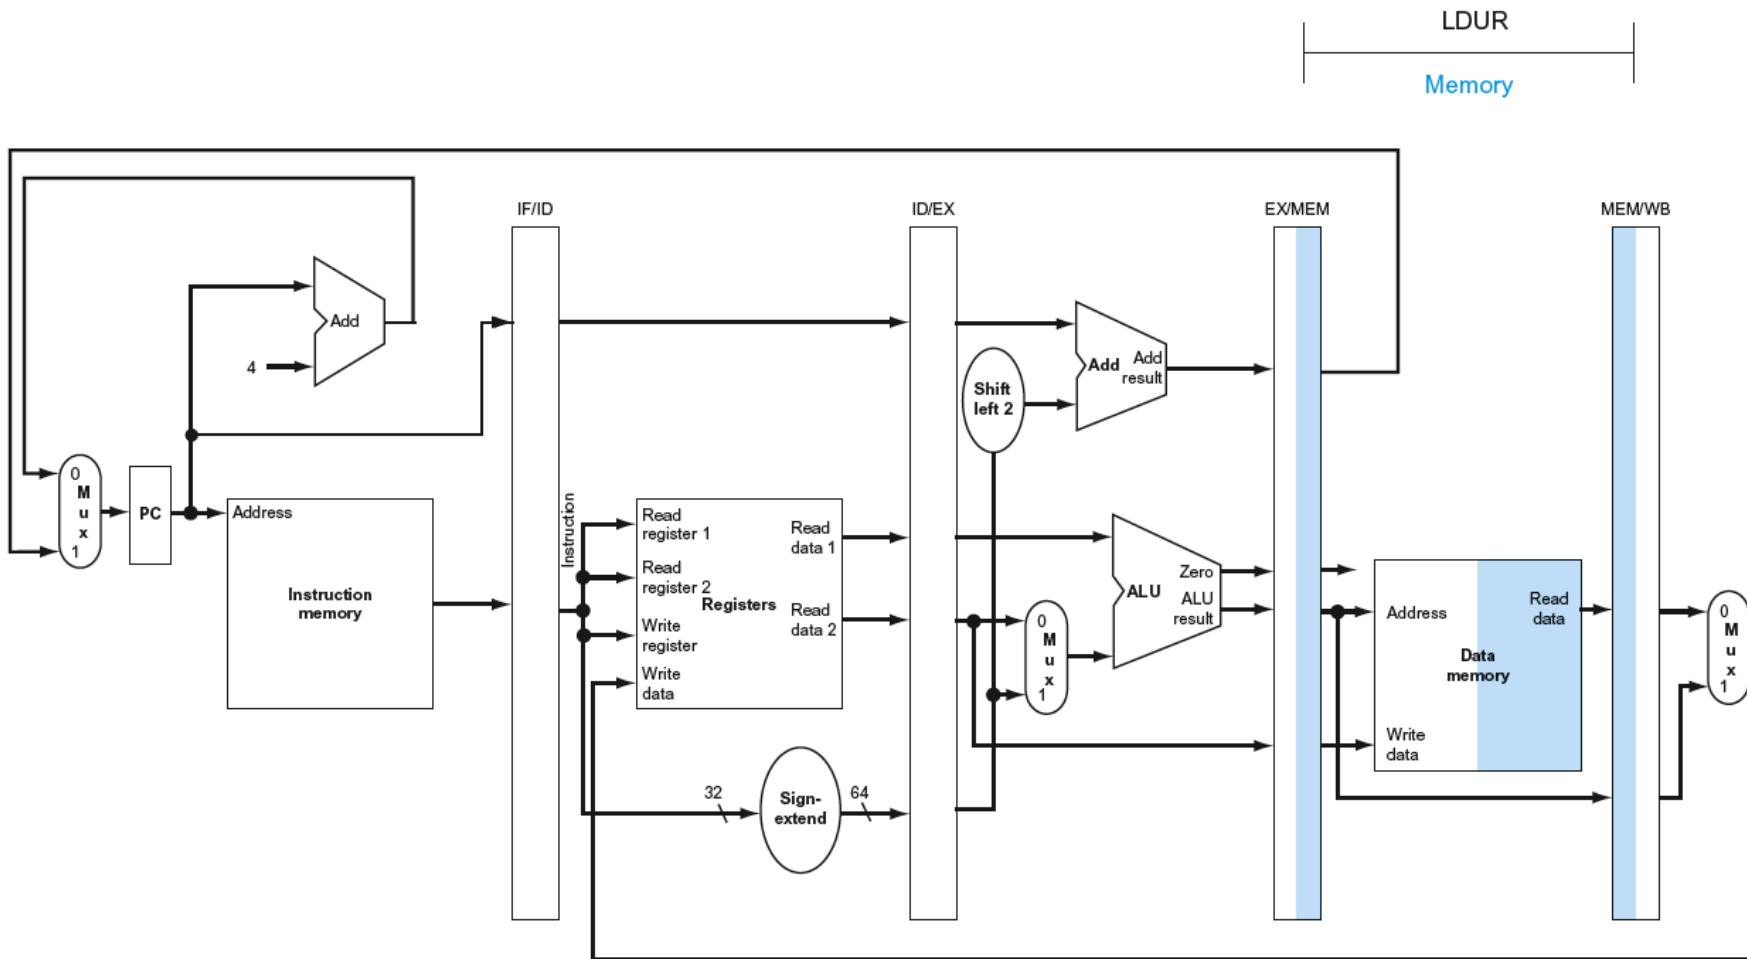 LDUR
Memory
IF/ID
ID/EX
EX/MEM
MEM/WB
Add
4
Add
Add
result
Shift
left 2
0
M
u
x
1
PC
Address
Instruction
memory
Instruction
Read
register 1
Read
register 2
Write
register
Write
data
Registers
Read
data 1
Read
data 2
0
M
u
x
1
Zero
ALU
ALU
result
Address
Read
data
Data
memory
Write
data
0
M
u
x
1
32
Sign-
extend
64